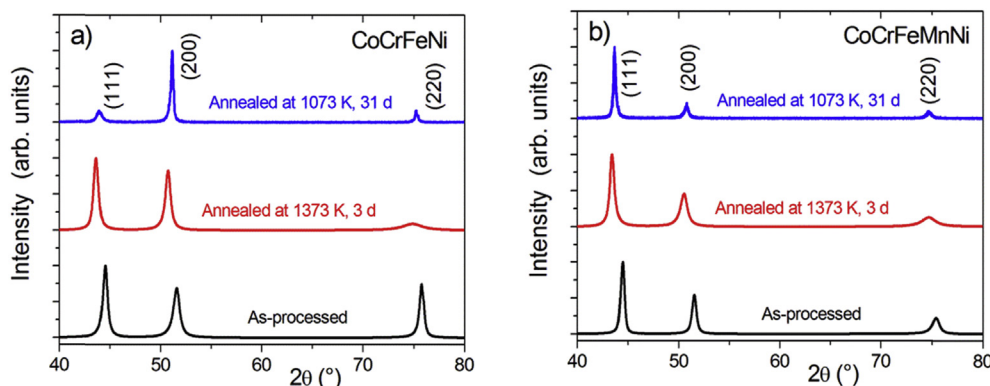 a)
CoCrFeNi
(111)
(200)
(220)
Annealed at 1073 K, 31 d
Annealed at 1373 K, 3 d
As-processed
Intensity (arb. units)
40 50 60 70 80
2θ (°)
b)
CoCrFeMnNi
(111)
(200)
(220)
Annealed at 1073 K, 31 d
Annealed at 1373 K, 3 d
As-processed
Intensity (arb. units)
40 50 60 70 80
2θ (°)